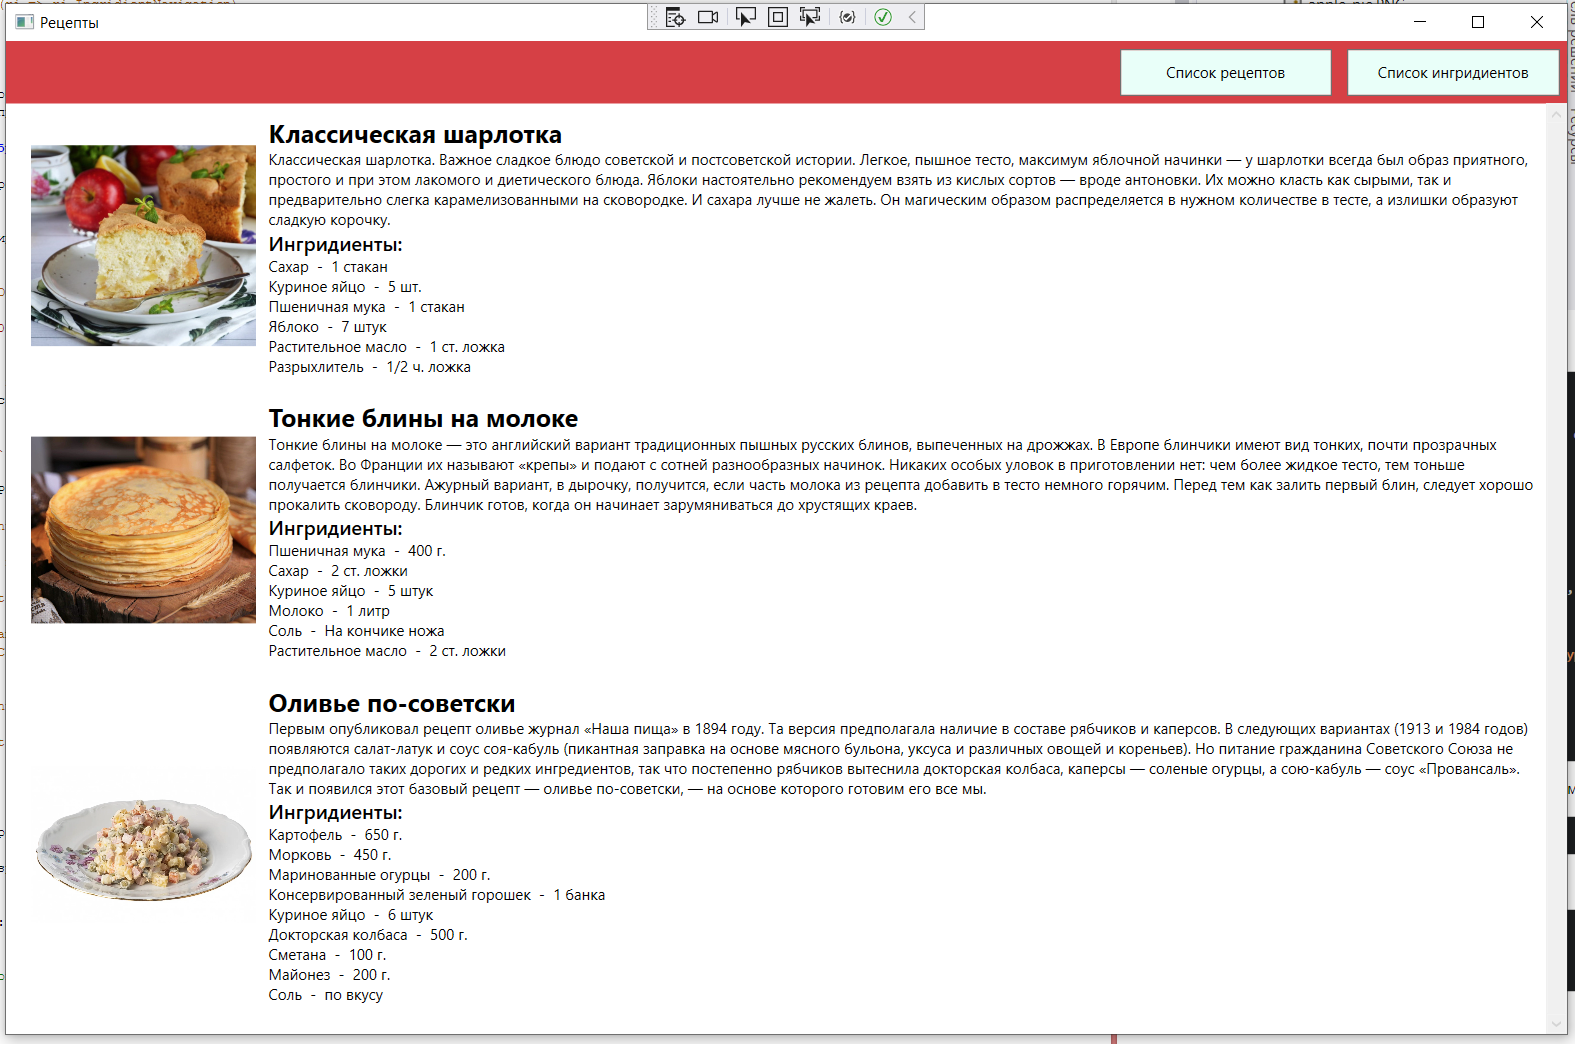 Рецепты
Список рецептов
Список ингридиентов
Классическая шарлотка
Классическая шарлотка. Важное сладкое блюдо советской и постсоветской истории. Легкое, пышное тесто, максимум яблочной начинки — у шарлотки всегда был образ приятного,
простого и при этом лакомого и диетического блюда. Яблоки настоятельно рекомендуем взять из кислых сортов — вроде антоновки. Их можно класть как сырыми, так и
предварительно слегка карамелизованными на сковородке. И сахара лучше не жалеть. Он магическим образом распределяется в нужном количестве в тесте, а излишки образуют
сладкую корочку.
Ингридиенты:
Сахар - 1 стакан
Куриное яйцо - 5 шт.
Пшеничная мука - 1 стакан
Яблоко - 7 штук
Растительное масло - 1 ст. ложка
Разрыхлитель - 1/2 ч. ложка
Тонкие блины на молоке
Тонкие блины на молоке — это английский вариант традиционных пышных русских блинов, выпеченных на дрожжах. В Европе блинчики имеют вид тонких, почти прозрачных
салфеток. Во Франции их называют «крепы» и подают с сотней разнообразных начинок. Никаких особых уловок в приготовлении нет: чем более жидкое тесто, тем тоньше
получается блинчики. Ажурный вариант, в дырочку, получится, если часть молока из рецепта добавить в тесто немного горячим. Перед тем как залить первый блин, следует хорошо
прокалить сковороду. Блинчик готов, когда он начинает зарумяниваться до хрустящих краев.
Ингридиенты:
Пшеничная мука - 400 г.
Сахар - 2 ст. ложки
Куриное яйцо - 5 штук
Молоко - 1 литр
Соль - На кончике ножа
Растительное масло - 2 ст. ложки
Оливье по-советски
Первым опубликовал рецепт оливье журнал «Наша пища» в 1894 году. Та версия предполагала наличие в составе рябчиков и каперсов. В следующих вариантах (1913 и 1984 годов)
появляются салат-латук и соус соя-кабуль (пикантная заправка на основе мясного бульона, уксуса и различных овощей и кореньев). Но питание гражданина Советского Союза не
предполагало таких дорогих и редких ингредиентов, так что постепенно рябчиков вытеснила докторская колбаса, каперсы — соленые огурцы, а сою-кабуль — соус «Провансаль».
Так и появился этот базовый рецепт — оливье по-советски, — на основе которого готовим его все мы.
Ингридиенты:
Картофель - 650 г.
Морковь - 450 г.
Маринованные огурцы - 200 г.
Консервированный зеленый горошек - 1 банка
Куриное яйцо - 6 штук
Докторская колбаса - 500 г.
Сметана - 100 г.
Майонез - 200 г.
Соль - по вкусу